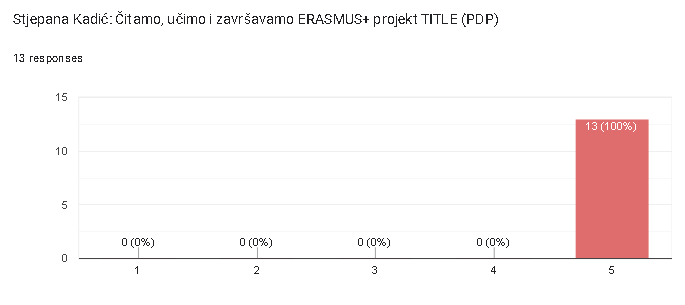 Stjepana Kadić: Čitamo, učimo i završavamo ERASMUS+ projekt TITLE (PDP)
13 responses
15
10
5
0
0 (0%) 0 (0%) 0 (0%) 0 (0%) 13 (100%)
1 2 3 4 5